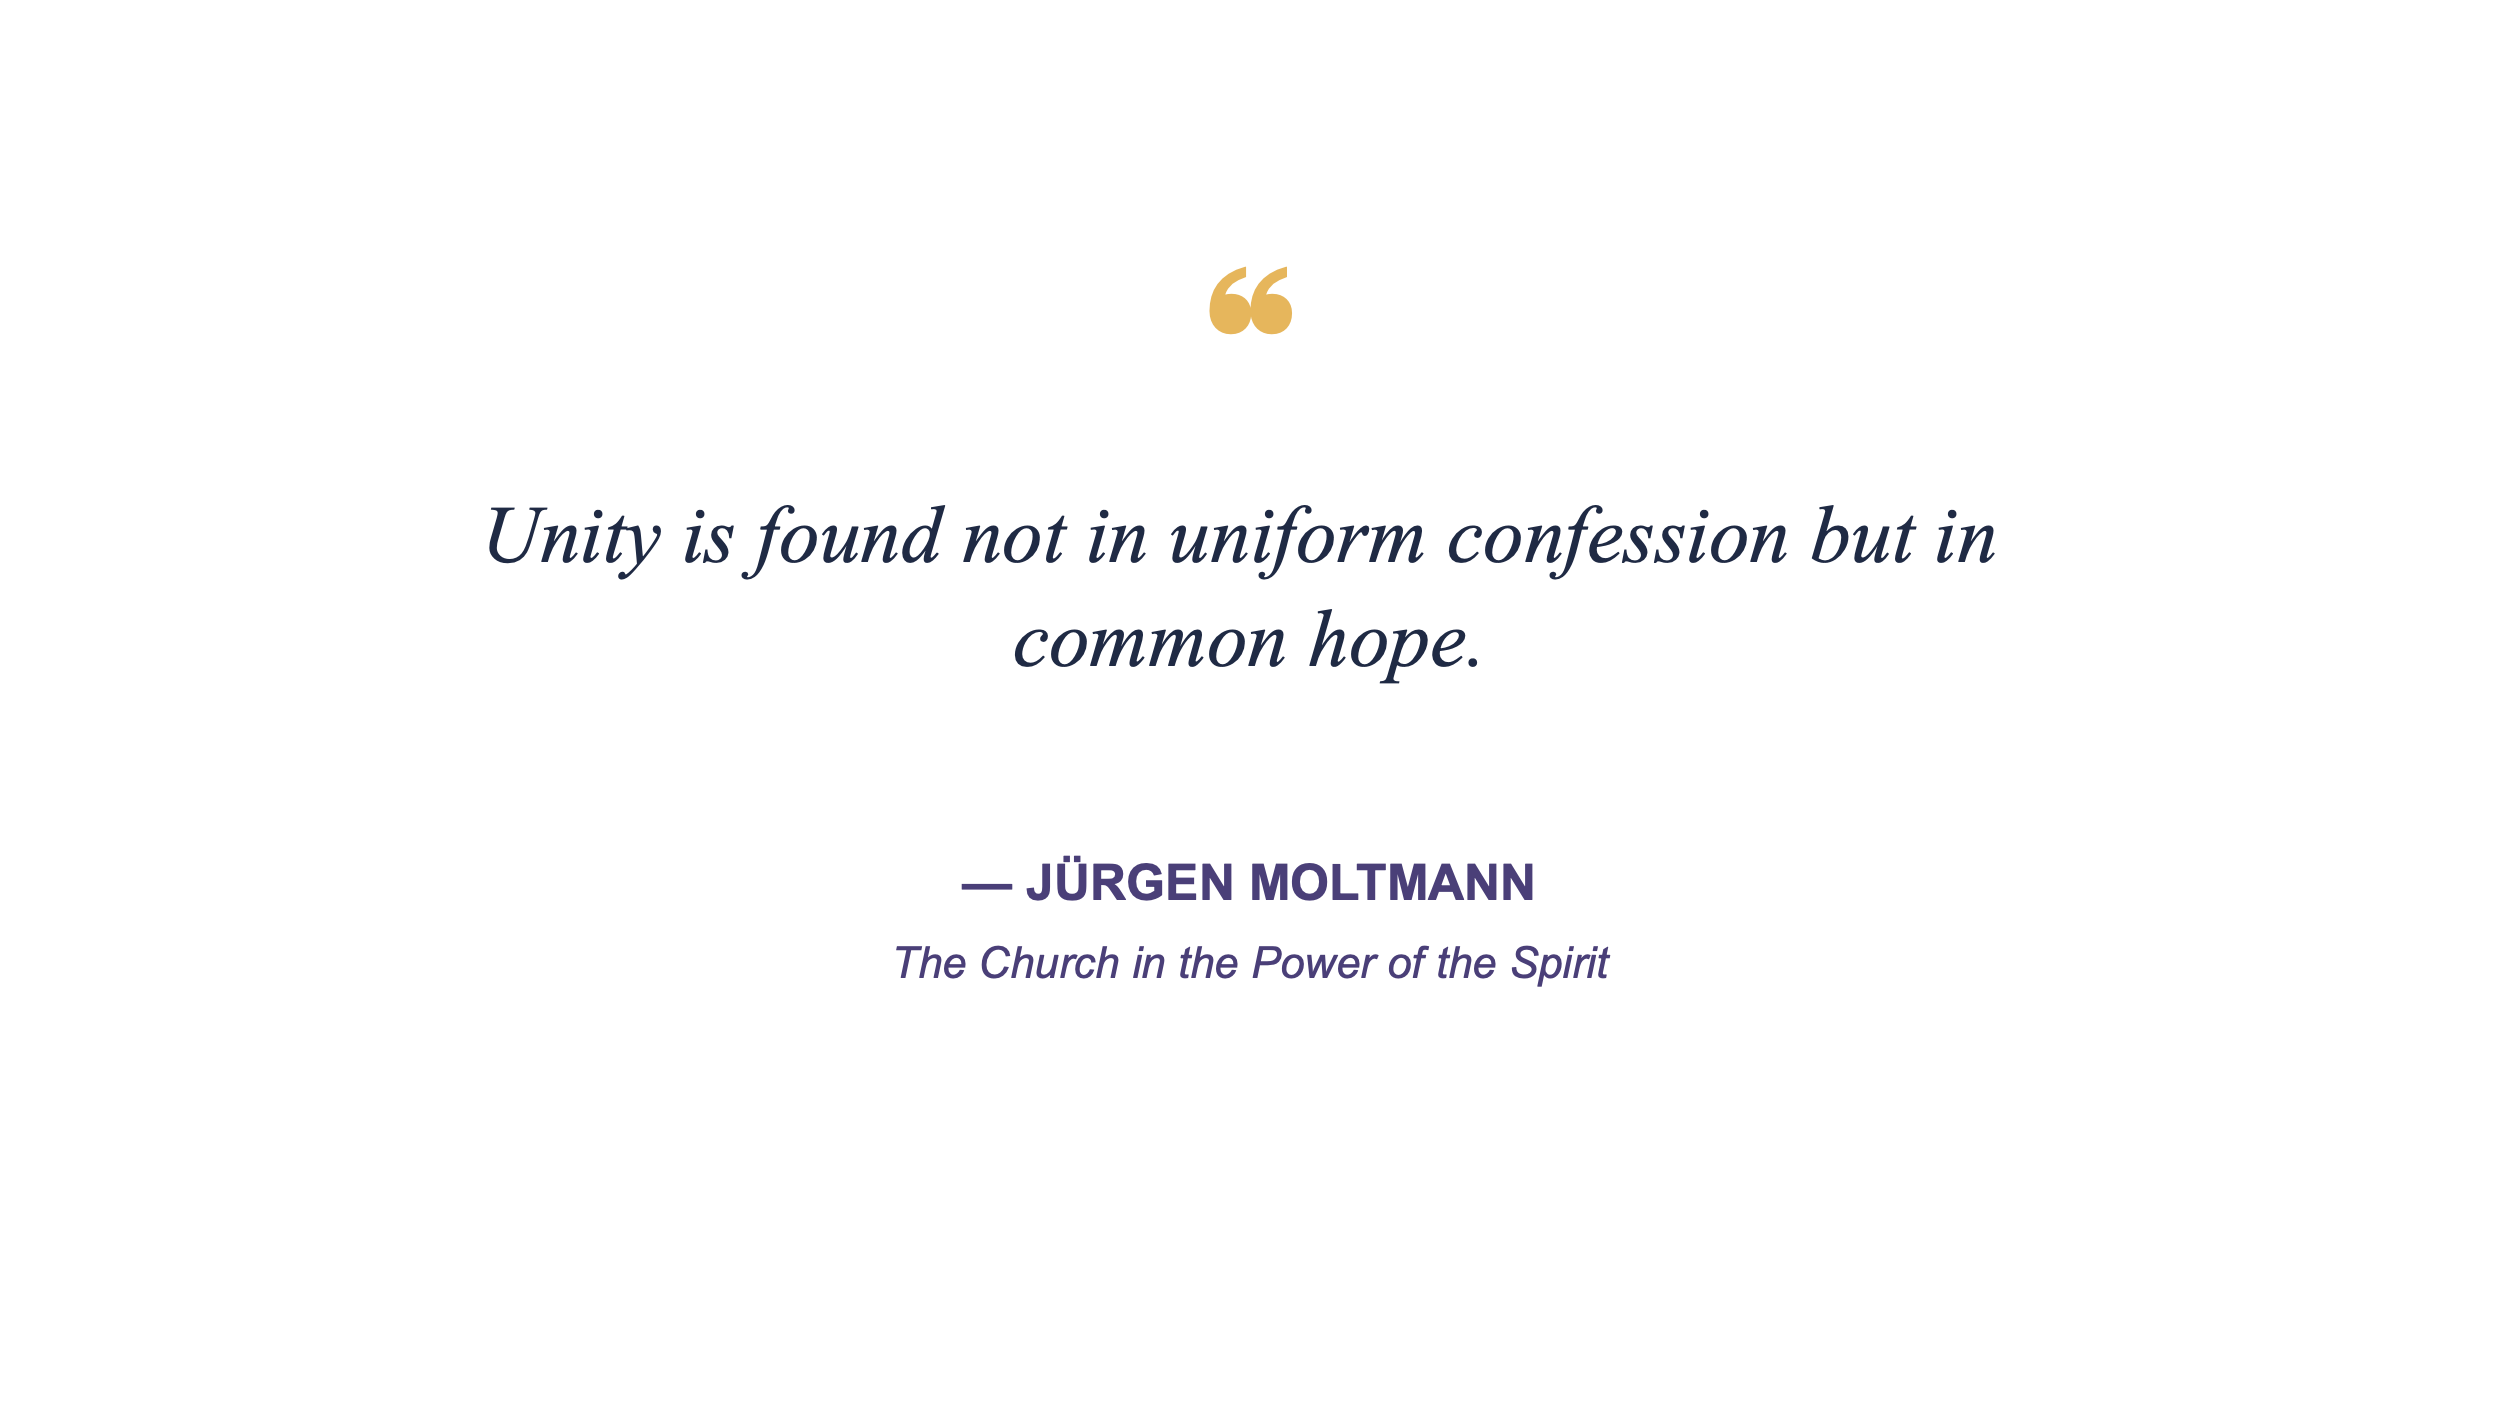 “
Unity is found not in uniform confession but in
common hope.
— JÜRGEN MOLTMANN
The Church in the Power of the Spirit